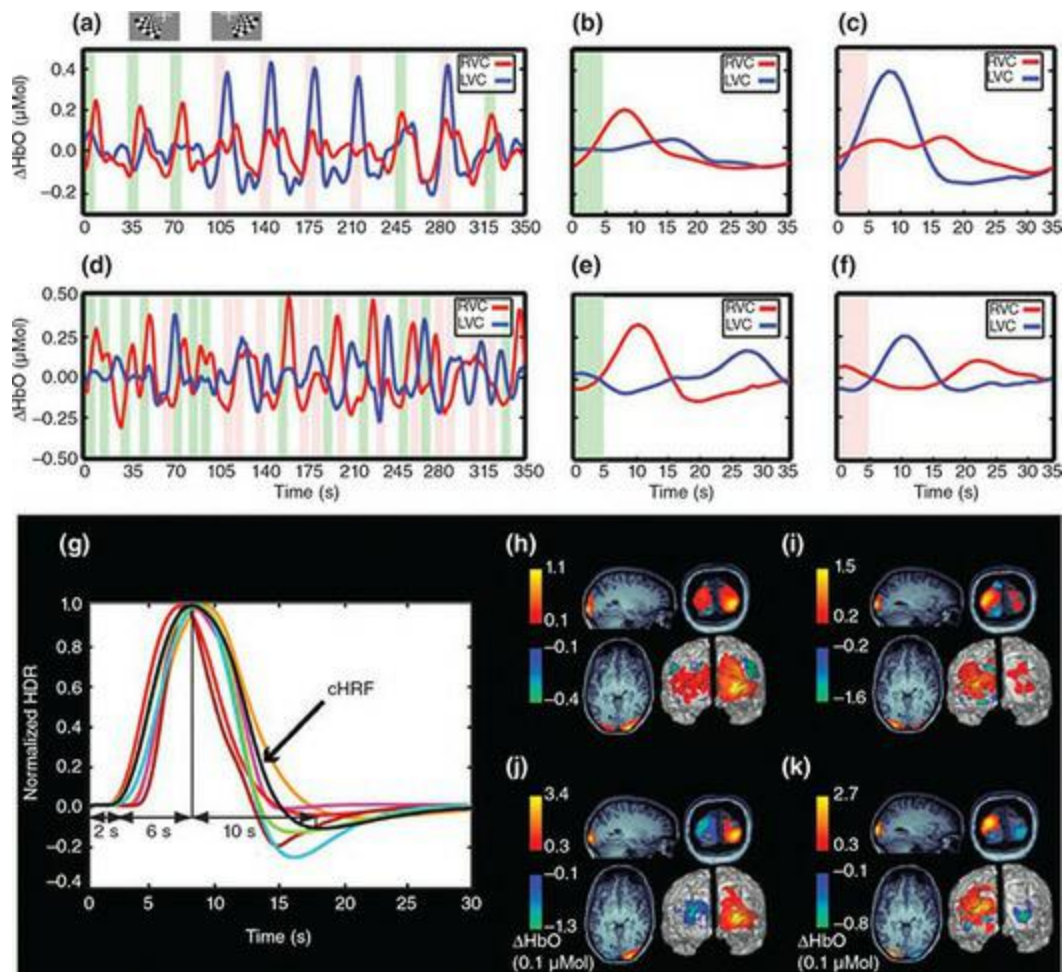 (a) (b) (c)
ΔHbO (µMol)
0.4
0.2
0.0
−0.2
RVC
LVC
RVC
LVC
RVC
LVC
0 35 70 105 140 175 210 245 280 315 350
0 5 10 15 20 25 30 35
0 5 10 15 20 25 30 35
Time (s) Time (s)
(d) (e) (f)
ΔHbO (µMol)
0.50
0.25
0.00
−0.25
−0.50
RVC
LVC
RVC
LVC
RVC
LVC
0 35 70 105 140 175 210 245 280 315 350
0 5 10 15 20 25 30 35
0 5 10 15 20 25 30 35
Time (s) Time (s) Time (s)
(g)
Normalized HDR
1.0
0.8
0.6
0.4
0.2
0.0
−0.2
−0.4
cHRF
2 s 6 s 10 s
0 5 10 15 20 25 30
Time (s)
(h)
1.1
0.1
−0.1
−0.4
(i)
1.5
0.2
−0.2
−1.6
(j)
3.4
0.3
−0.1
−1.3
ΔHbO
(0.1 µMol)
(k)
2.7
0.3
−0.1
−0.8
ΔHbO
(0.1 µMol)